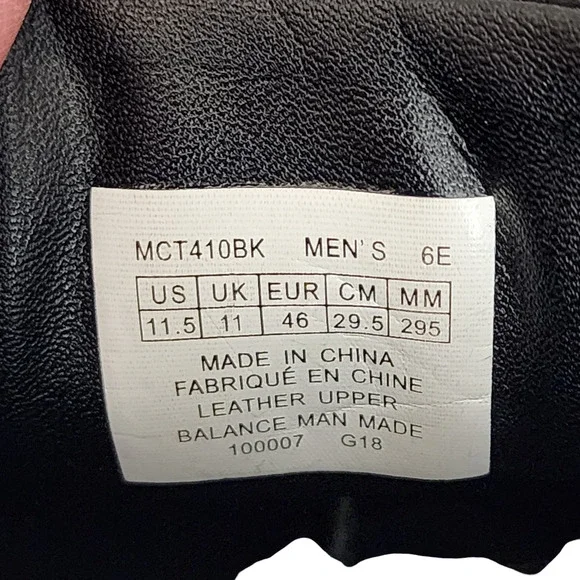 MCT410BK MEN'S 6E
US UK EUR CM MM
11.5 11 46 29.5 295
MADE IN CHINA
FABRIQUÉ EN CHINE
LEATHER UPPER
BALANCE MAN MADE
100007 G18